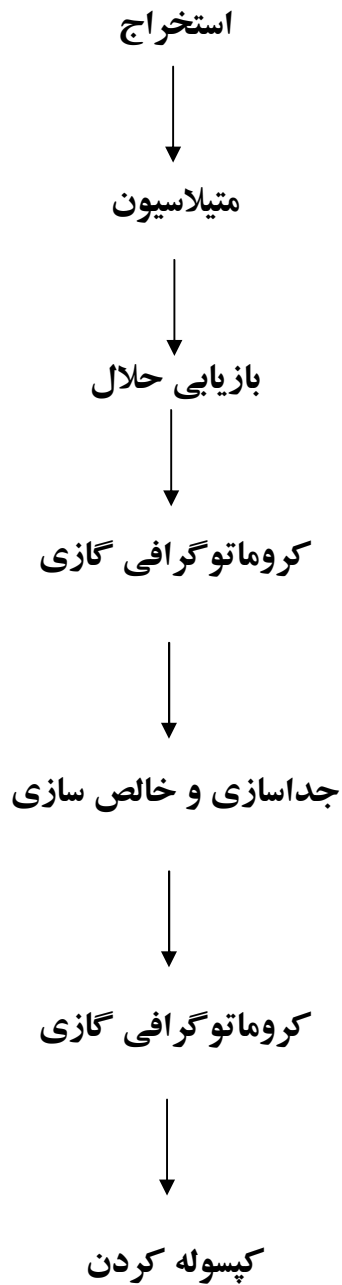 استخراج
متیلاسیون
بازیابی حلال
کروماتوگرافی گازی
جداسازی و خالص سازی
کروماتوگرافی گازی
کپسوله کردن